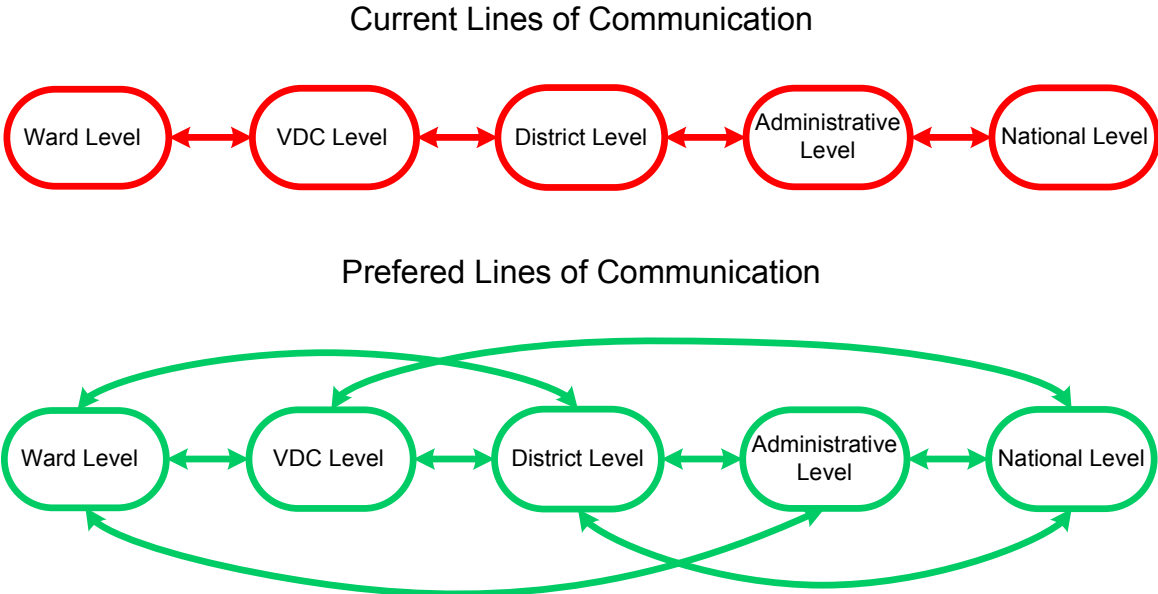 Current Lines of Communication
Ward Level
VDC Level
District Level
Administrative
Level
National Level
Prefered Lines of Communication
Ward Level
VDC Level
District Level
Administrative
Level
National Level